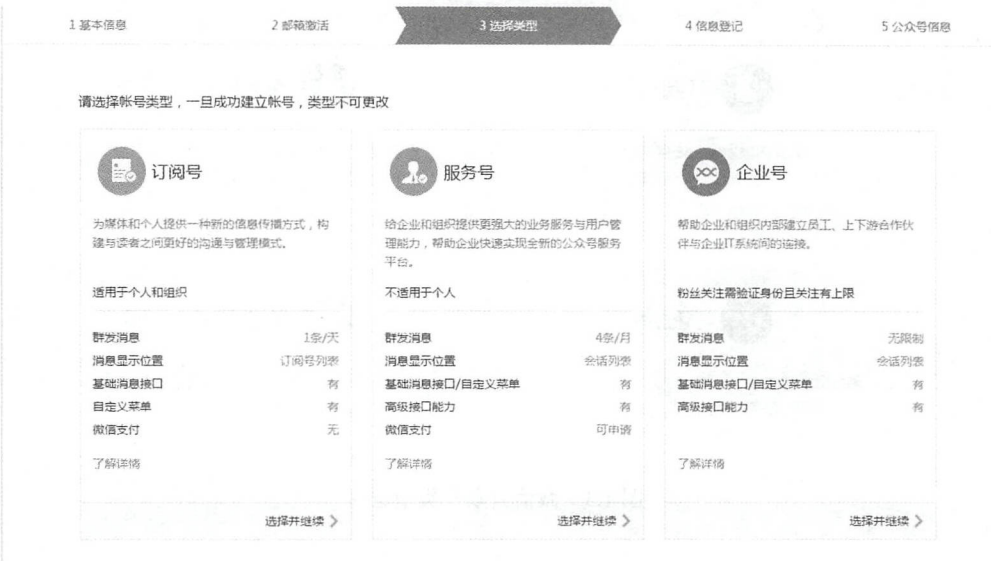 1 基本信息
2 邮箱激活
3 选择类型
4 信息登记
5 公众号信息
请选择帐号类型，一旦成功建立帐号，类型不可更改
订阅号
为媒体和个人提供一种新的信息传播方式，构
建与读者之间更好的沟通与管理模式。
适用于个人和组织
群发消息 1条/天
消息显示位置 订阅号列表
基础消息接口 有
自定义菜单 有
微信支付 无
了解详情
选择并继续
服务号
给企业和组织提供更强大的业务服务与用户管
理能力，帮助企业快速实现全新的公众号服务
平台。
不适用于个人
群发消息 4条/月
消息显示位置 会话列表
基础消息接口/自定义菜单 有
高级接口能力 有
微信支付 可申请
了解详情
选择并继续
企业号
帮助企业和组织内部建立员工、上下游合作伙
伴与企业IT系统间的连接。
粉丝关注需验证身份且关注有上限
群发消息 无限制
消息显示位置 会话列表
基础消息接口/自定义菜单 有
高级接口能力 有
了解详情
选择并继续